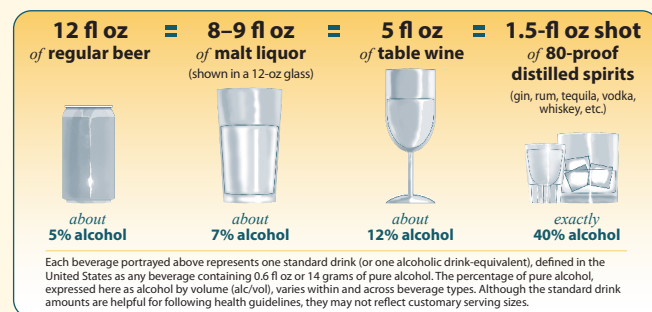 12 fl oz = 8–9 fl oz = 5 fl oz = 1.5-fl oz shot
of regular beer
of malt liquor
(shown in a 12-oz glass)
of table wine
of 80-proof
distilled spirits
(gin, rum, tequila, vodka,
whiskey, etc.)
about
5% alcohol
about
7% alcohol
about
12% alcohol
exactly
40% alcohol
Each beverage portrayed above represents one standard drink (or one alcoholic drink-equivalent), defined in the
United States as any beverage containing 0.6 fl oz or 14 grams of pure alcohol. The percentage of pure alcohol,
expressed here as alcohol by volume (alc/vol), varies within and across beverage types. Although the standard drink
amounts are helpful for following health guidelines, they may not reflect customary serving sizes.